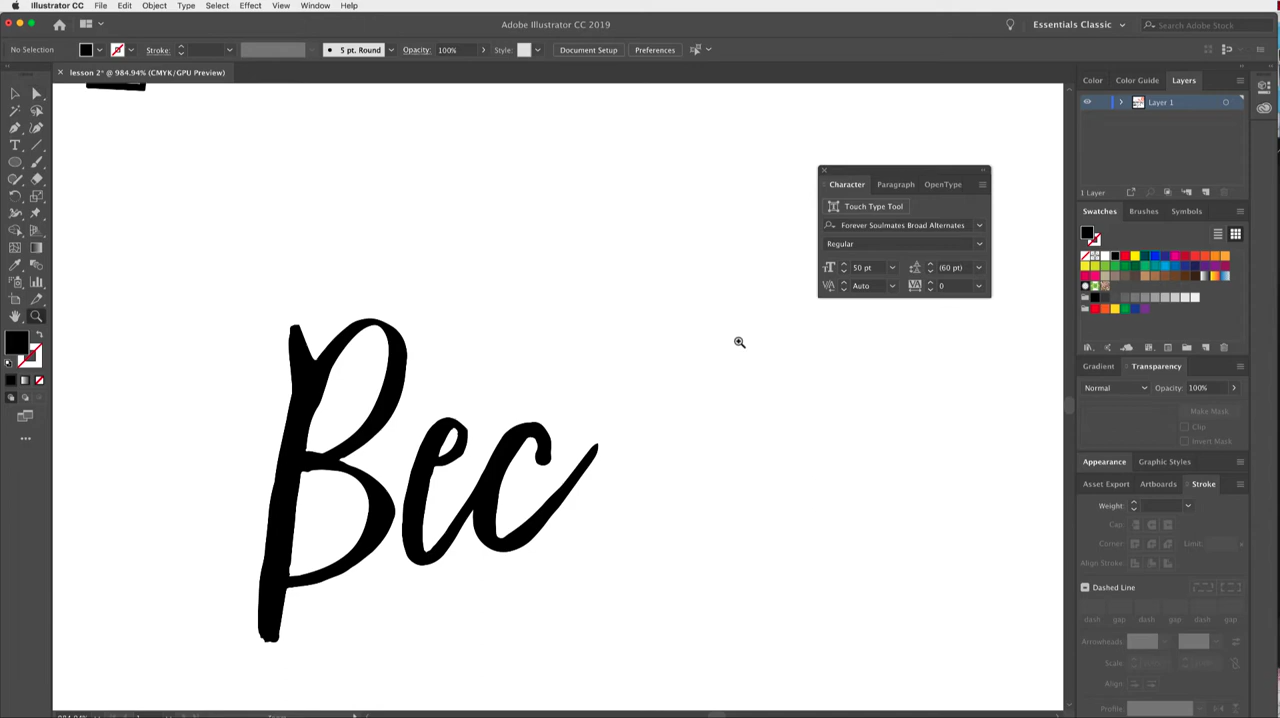 Illustrator CC File Edit Object Type Select Effect View Window Help
Adobe Illustrator CC 2019
Essentials Classic
Search Adobe Stock
No Selection Stroke: 5 pt. Round Opacity: 100% Style: Document Setup Preferences
lesson 2* @ 984.94% (CMYK/GPU Preview)
Color Color Guide Layers
Layer 1
1 Layer
Character Paragraph OpenType
Touch Type Tool
Forever Soulmates Broad Alternates
Regular
50 pt (60 pt)
Auto 0
Swatches Brushes Symbols
Bec
Gradient Transparency
Normal Opacity: 100%
Make Mask
Clip
Invert Mask
Appearance Graphic Styles
Asset Export Artboards Stroke
Weight:
Cap:
Corner: Limit:
Align Stroke:
Dashed Line
dash gap dash gap dash gap
Arrowheads:
Scale:
Align:
Profile: